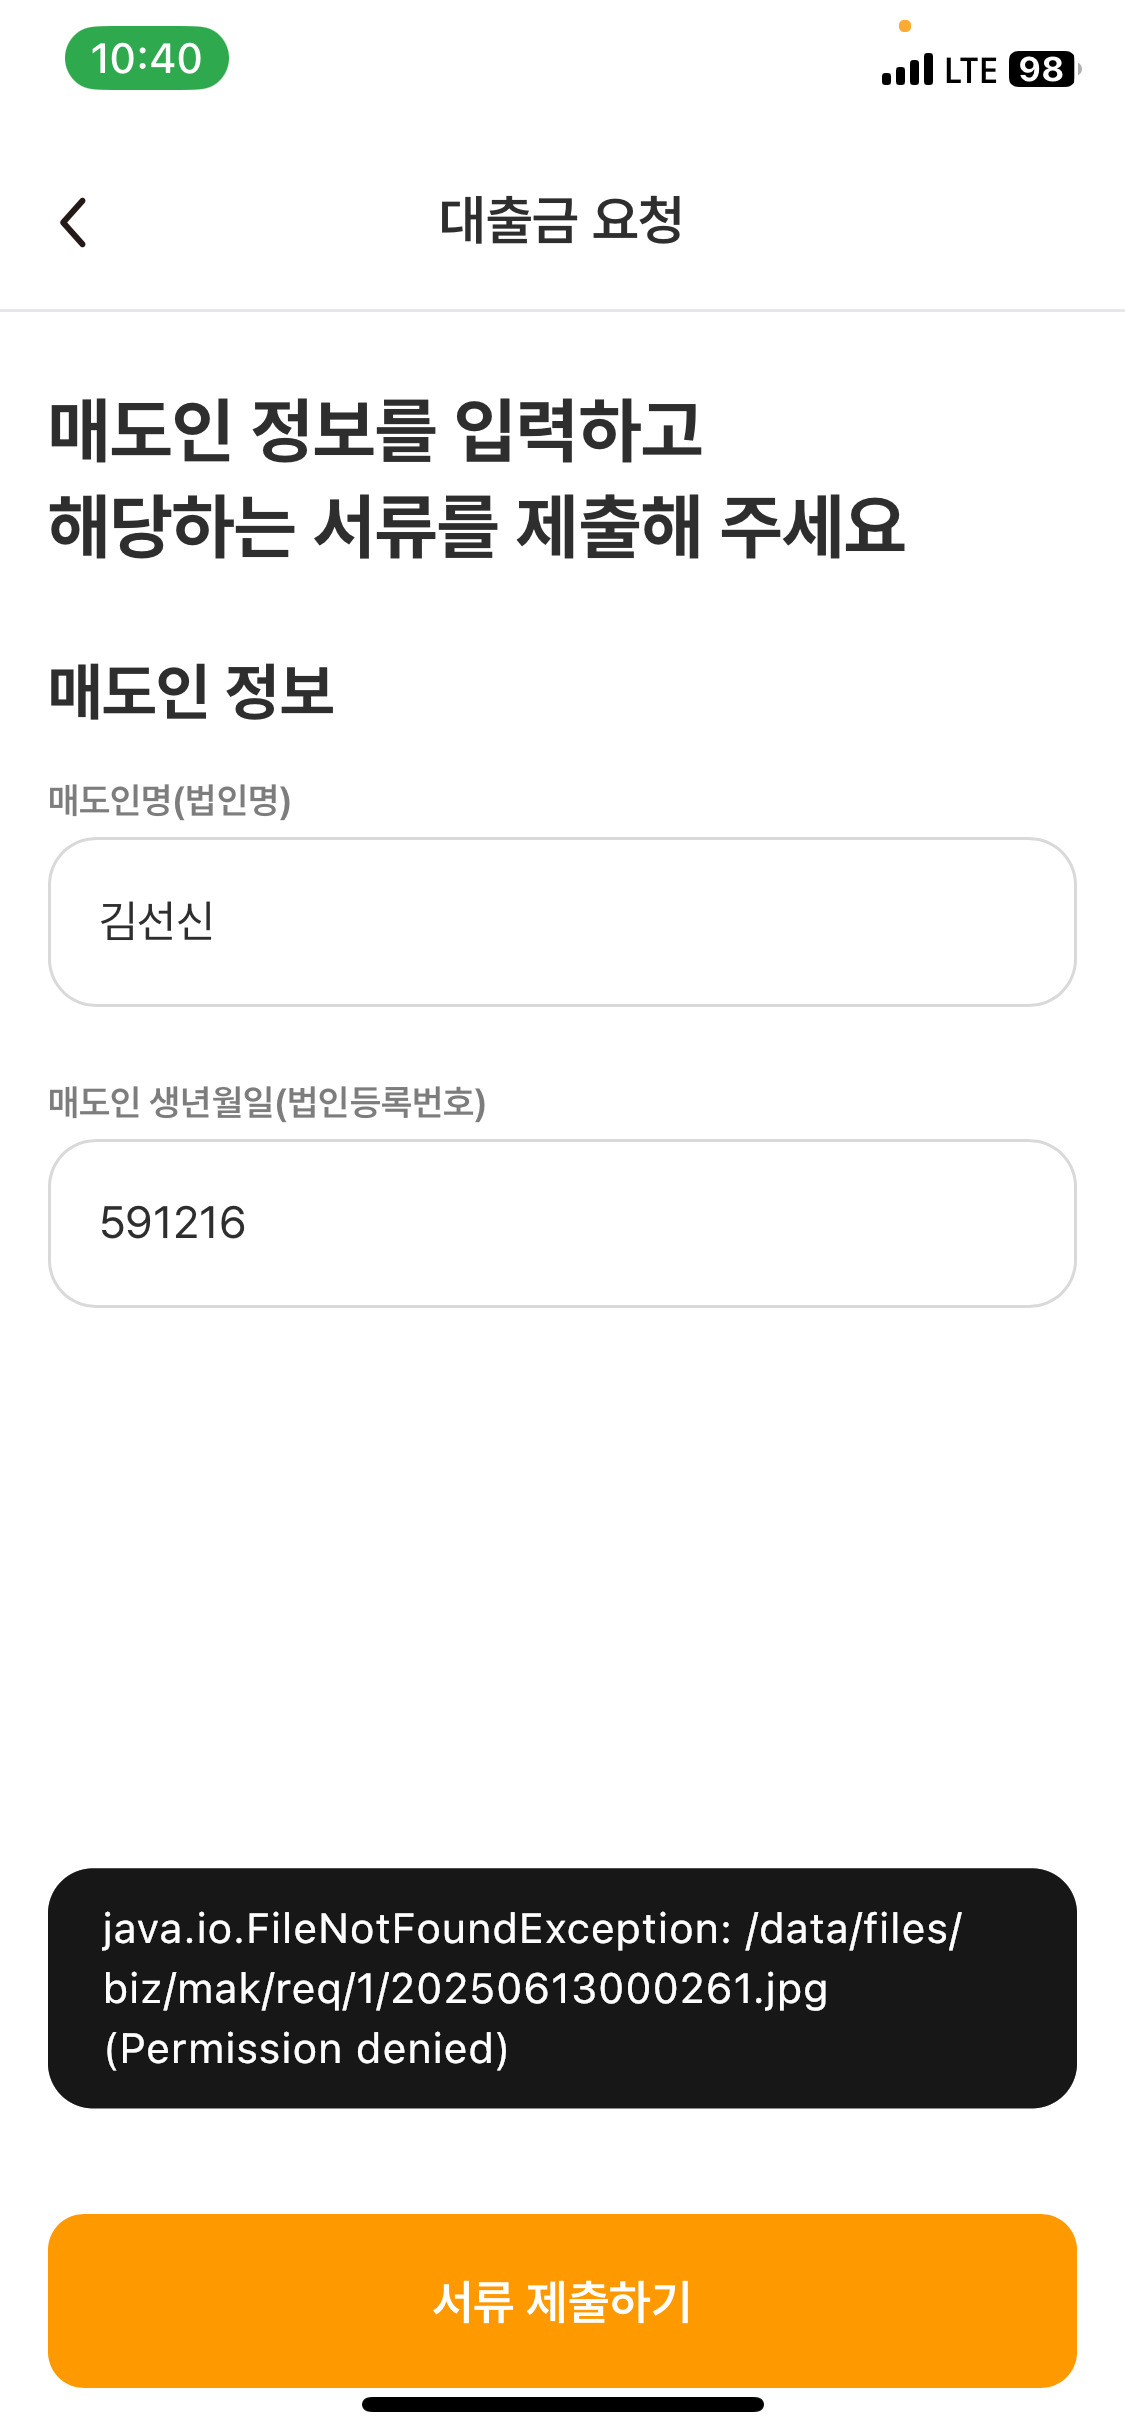 10:40
LTE 98
대출금 요청
매도인 정보를 입력하고
해당하는 서류를 제출해 주세요
매도인 정보
매도인명(법인명)
김선신
매도인 생년월일(법인등록번호)
591216
java.io.FileNotFoundException: /data/files/
biz/mak/req/1/20250613000261.jpg
(Permission denied)
서류 제출하기